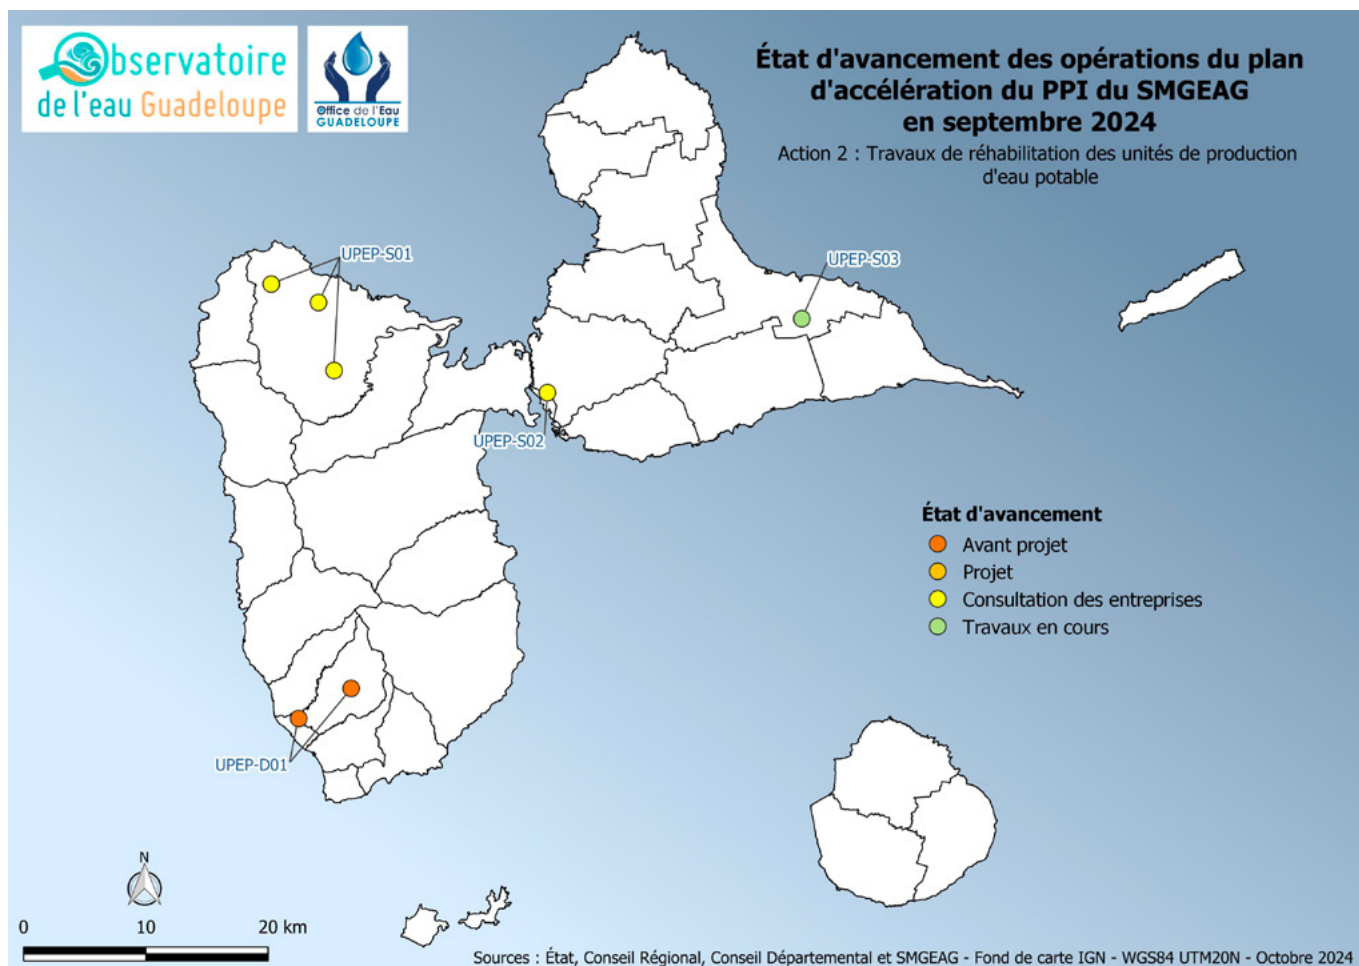 Observatoire
de l'eau Guadeloupe
Office de l'Eau
GUADELOUPE
État d'avancement des opérations du plan
d'accélération du PPI du SMGEAG
en septembre 2024
Action 2 : Travaux de réhabilitation des unités de production
d'eau potable
UPEP-S01
UPEP-S03
UPEP-S02
État d'avancement
Avant projet
Projet
Consultation des entreprises
Travaux en cours
UPEP-D01
N
0 10 20 km
Sources : État, Conseil Régional, Conseil Départemental et SMGEAG - Fond de carte IGN - WGS84 UTM20N - Octobre 2024